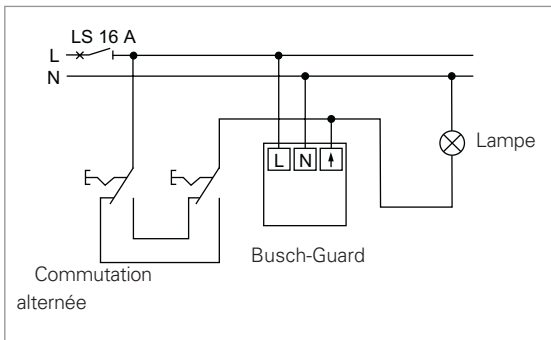 LS 16 A
L
N
L N ↑
Lampe
Busch-Guard
Commutation
alternée